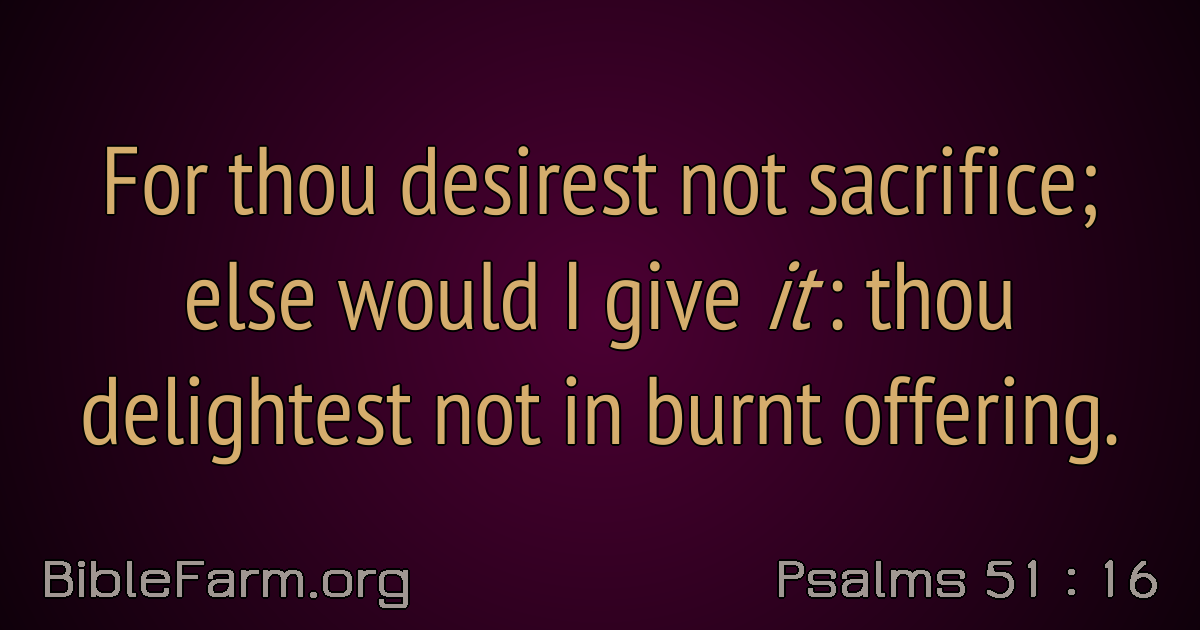 For thou desirest not sacrifice;
else would I give it: thou
delightest not in burnt offering.
BibleFarm.org
Psalms 51 : 16